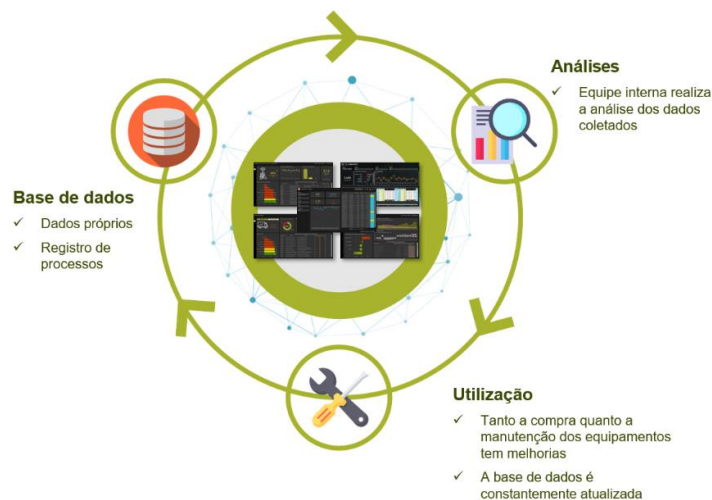 Base de dados
✓ Dados próprios
✓ Registro de
processos
Análises
✓ Equipe interna realiza
a análise dos dados
coletados
Utilização
✓ Tanto a compra quanto a
manutenção dos equipamentos
tem melhorias
✓ A base de dados é
constantemente atualizada